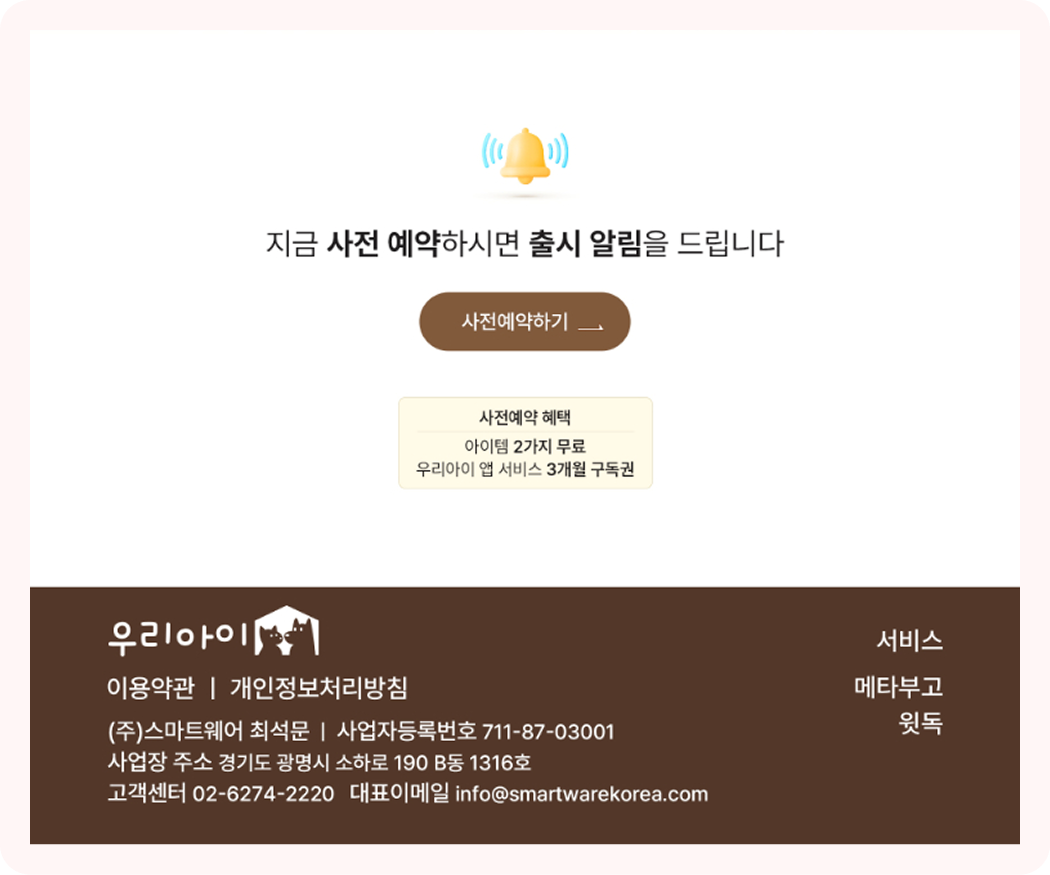 지금 사전 예약하시면 출시 알림을 드립니다
사전예약하기
사전예약 혜택
아이템 2가지 무료
우리아이 앱 서비스 3개월 구독권
우리아이
이용약관 | 개인정보처리방침
(주)스마트웨어 최석문 | 사업자등록번호 711-87-03001
사업장 주소 경기도 광명시 소하로 190 B동 1316호
고객센터 02-6274-2220 대표이메일 info@smartwarekorea.com
서비스
메타부고
윗독